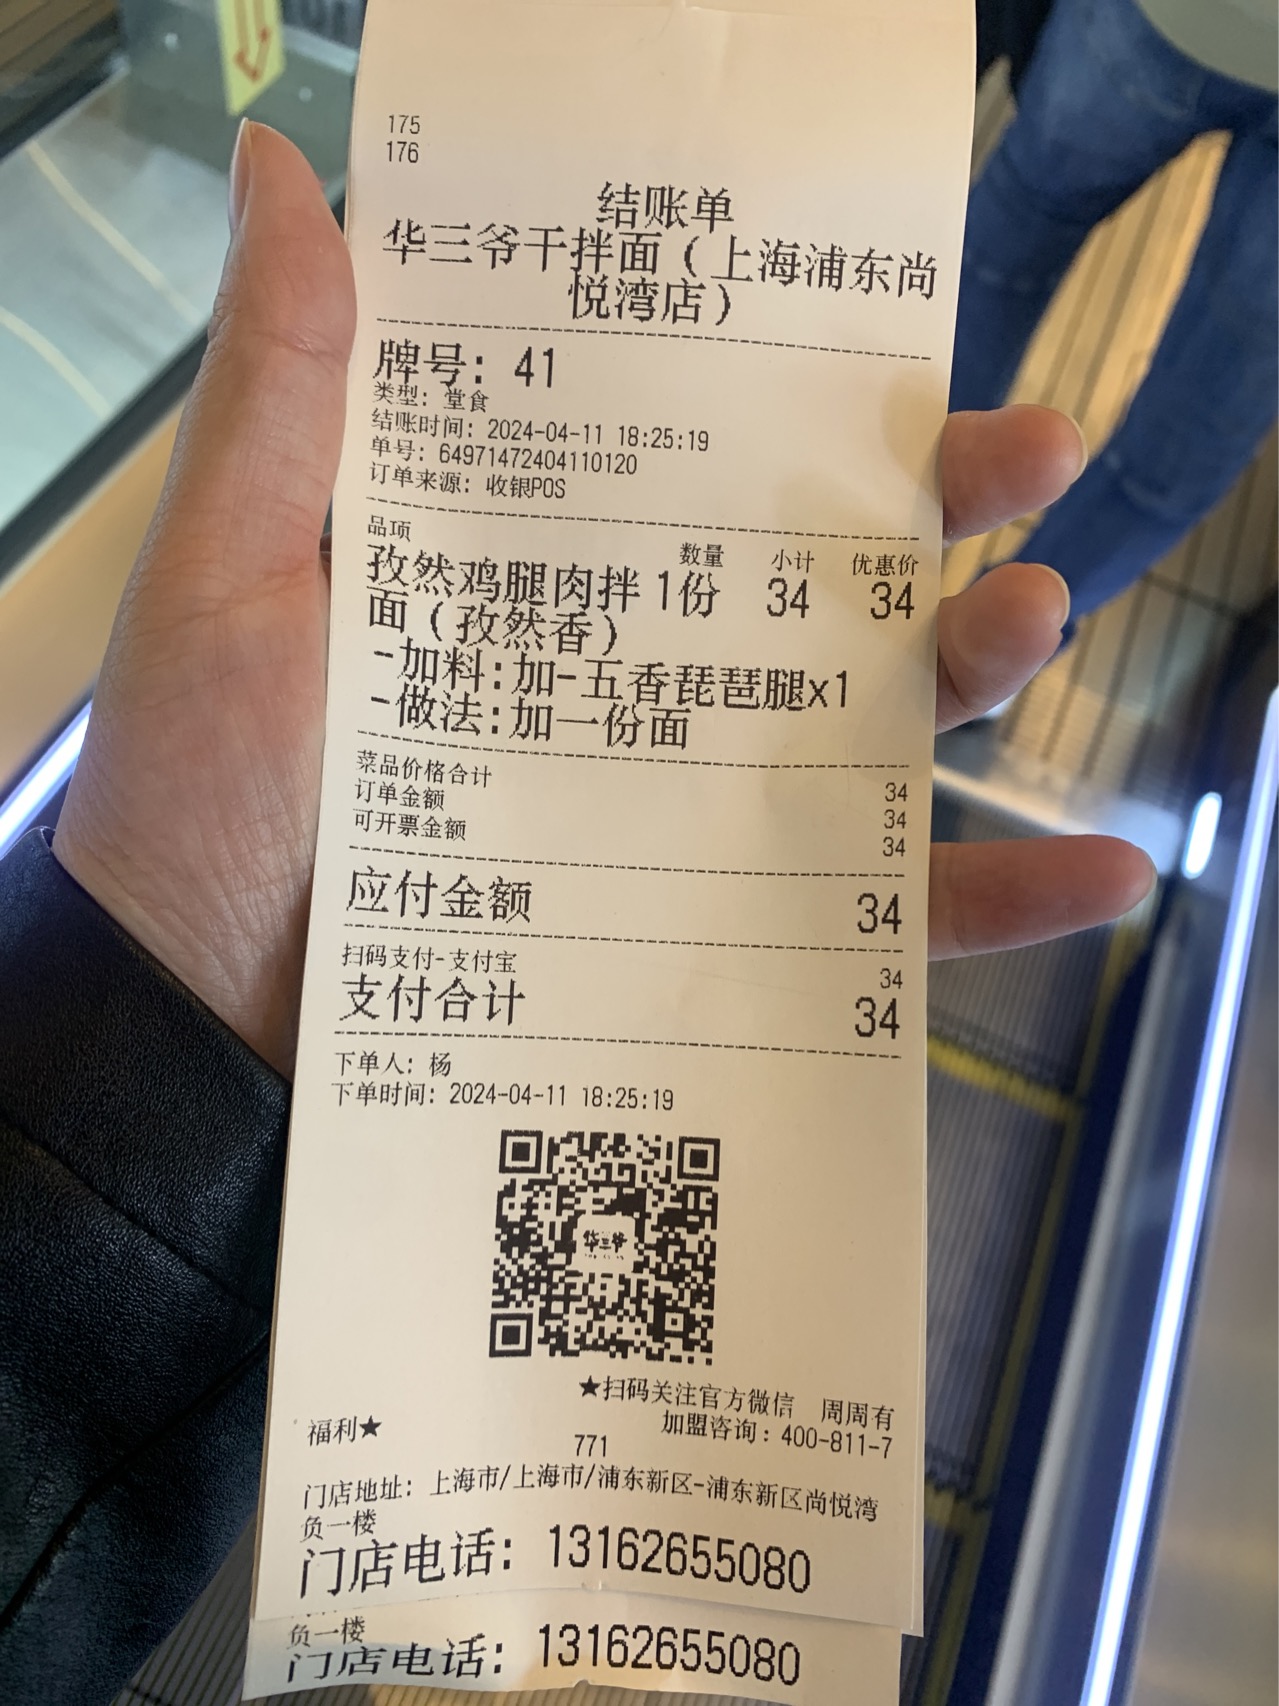 175
176
结账单
华三爷干拌面（上海浦东尚
悦湾店）
牌号：41
类型：堂食
结账时间：2024-04-11 18:25:19
单号：64971472404110120
订单来源：收银POS
品项 数量 小计 优惠价
孜然鸡腿肉拌 1份 34 34
面（孜然香）
-加料:加-五香琵琶腿x1
-做法:加一份面
菜品价格合计 34
订单金额 34
可开票金额 34
应付金额 34
扫码支付-支付宝 34
支付合计 34
下单人：杨
下单时间：2024-04-11 18:25:19
华三爷
★扫码关注官方微信 周周有
福利★ 加盟咨询：400-811-7
771
门店地址：上海市/上海市/浦东新区-浦东新区尚悦湾
负一楼
门店电话：13162655080
负一楼
门店电话：13162655080